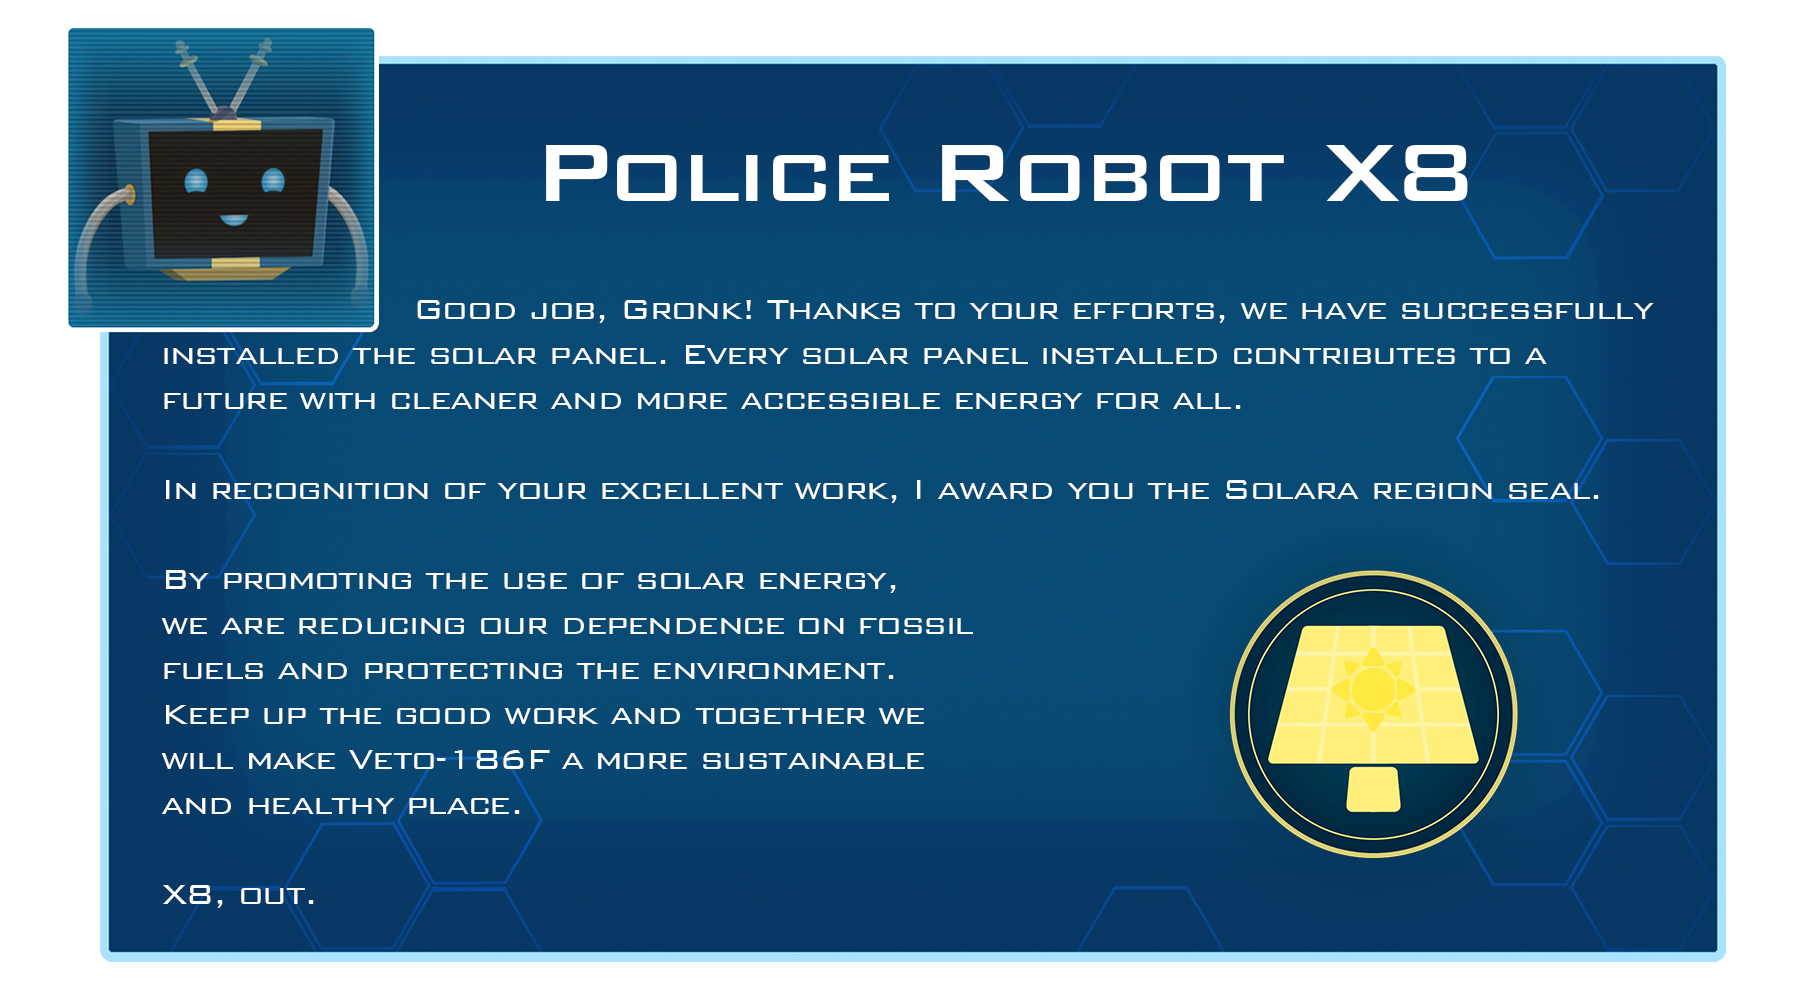 Police Robot X8
Good job, Gronk! Thanks to your efforts, we have successfully
installed the solar panel. Every solar panel installed contributes to a
future with cleaner and more accessible energy for all.
In recognition of your excellent work, I award you the Solara region seal.
By promoting the use of solar energy,
we are reducing our dependence on fossil
fuels and protecting the environment.
Keep up the good work and together we
will make Veto-186F a more sustainable
and healthy place.
X8, out.